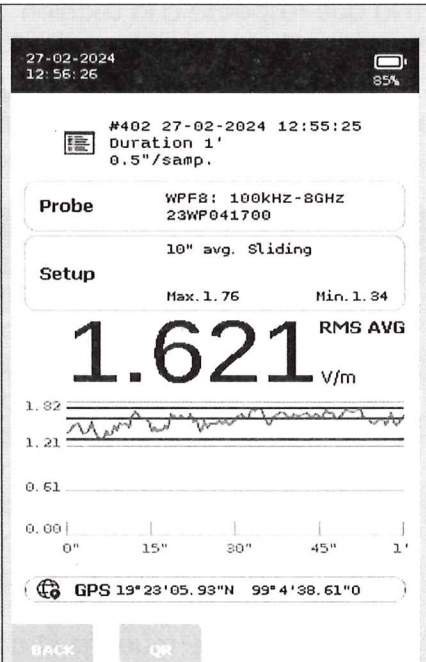 27-02-2024
12:56:26
85%
#402 27-02-2024 12:55:25
Duration 1'
0.5"/samp.
Probe
WPF8: 100kHz-8GHz
23WP041700
Setup
10" avg. Sliding
Max.1.76 Min.1.34
1.621 RMS AVG
V/m
1.82
1.21
0.61
0.00
0" 15" 30" 45" 1'
GPS 19°23'05.93"N 99°4'38.61"O
BACK QR